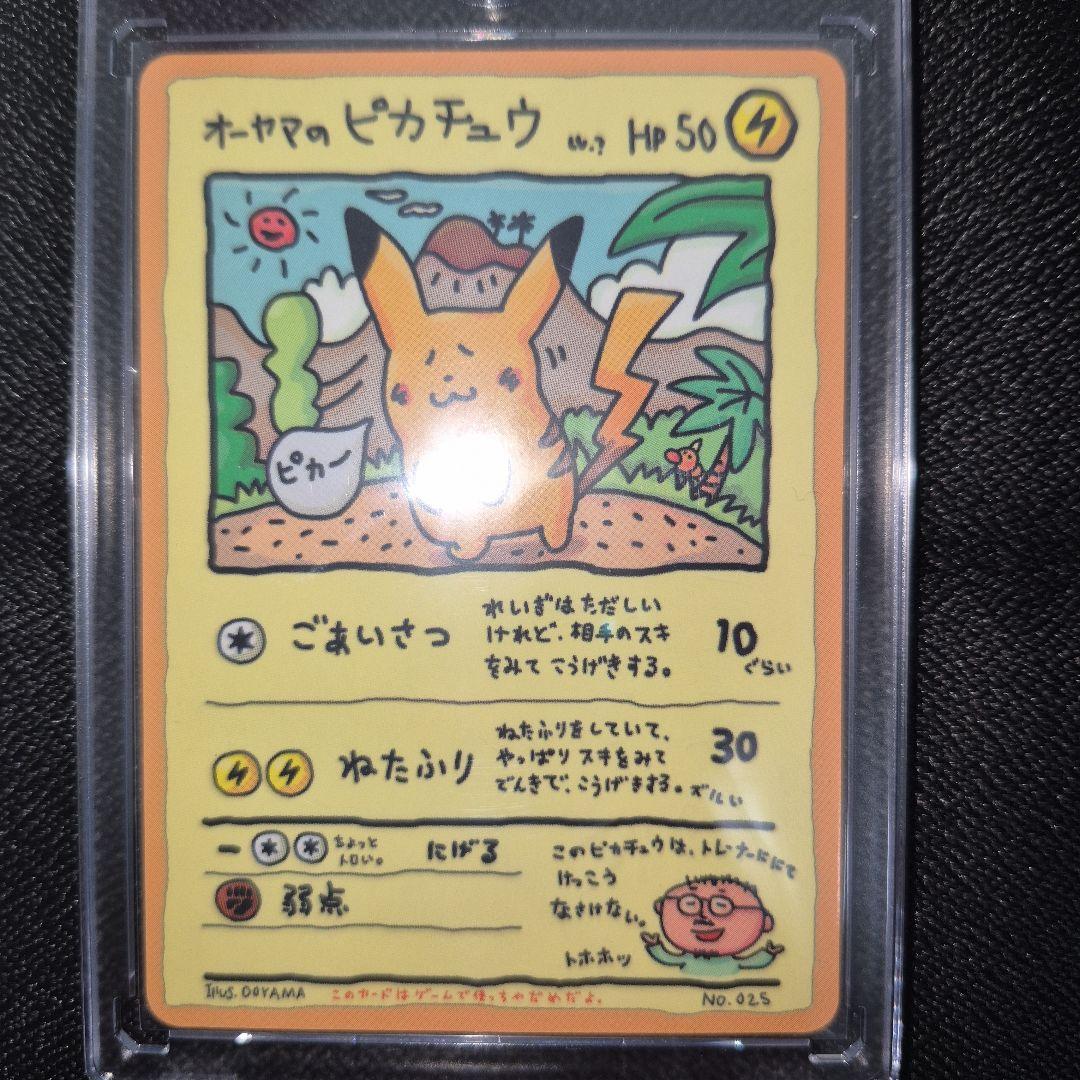 オーヤマの ピカチュウ LV.? HP 50
ピカー
ごあいさつ
れいぎはただしい
けれど、相手のスキ
をみて こうげきする。
10
ぐらい
ねたふり
ねたふりをしていて、
やっぱり スキをみて
でんきで、こうげきする。
30
ズルい
ー
ちょっと
トロい。
にげる
弱点
このピカチュウは、トレーナーににて
けっこう
なさけない。
トホホッ
Illus. OOYAMA
このカードはゲームで使っちゃだめだよ。
NO. 025